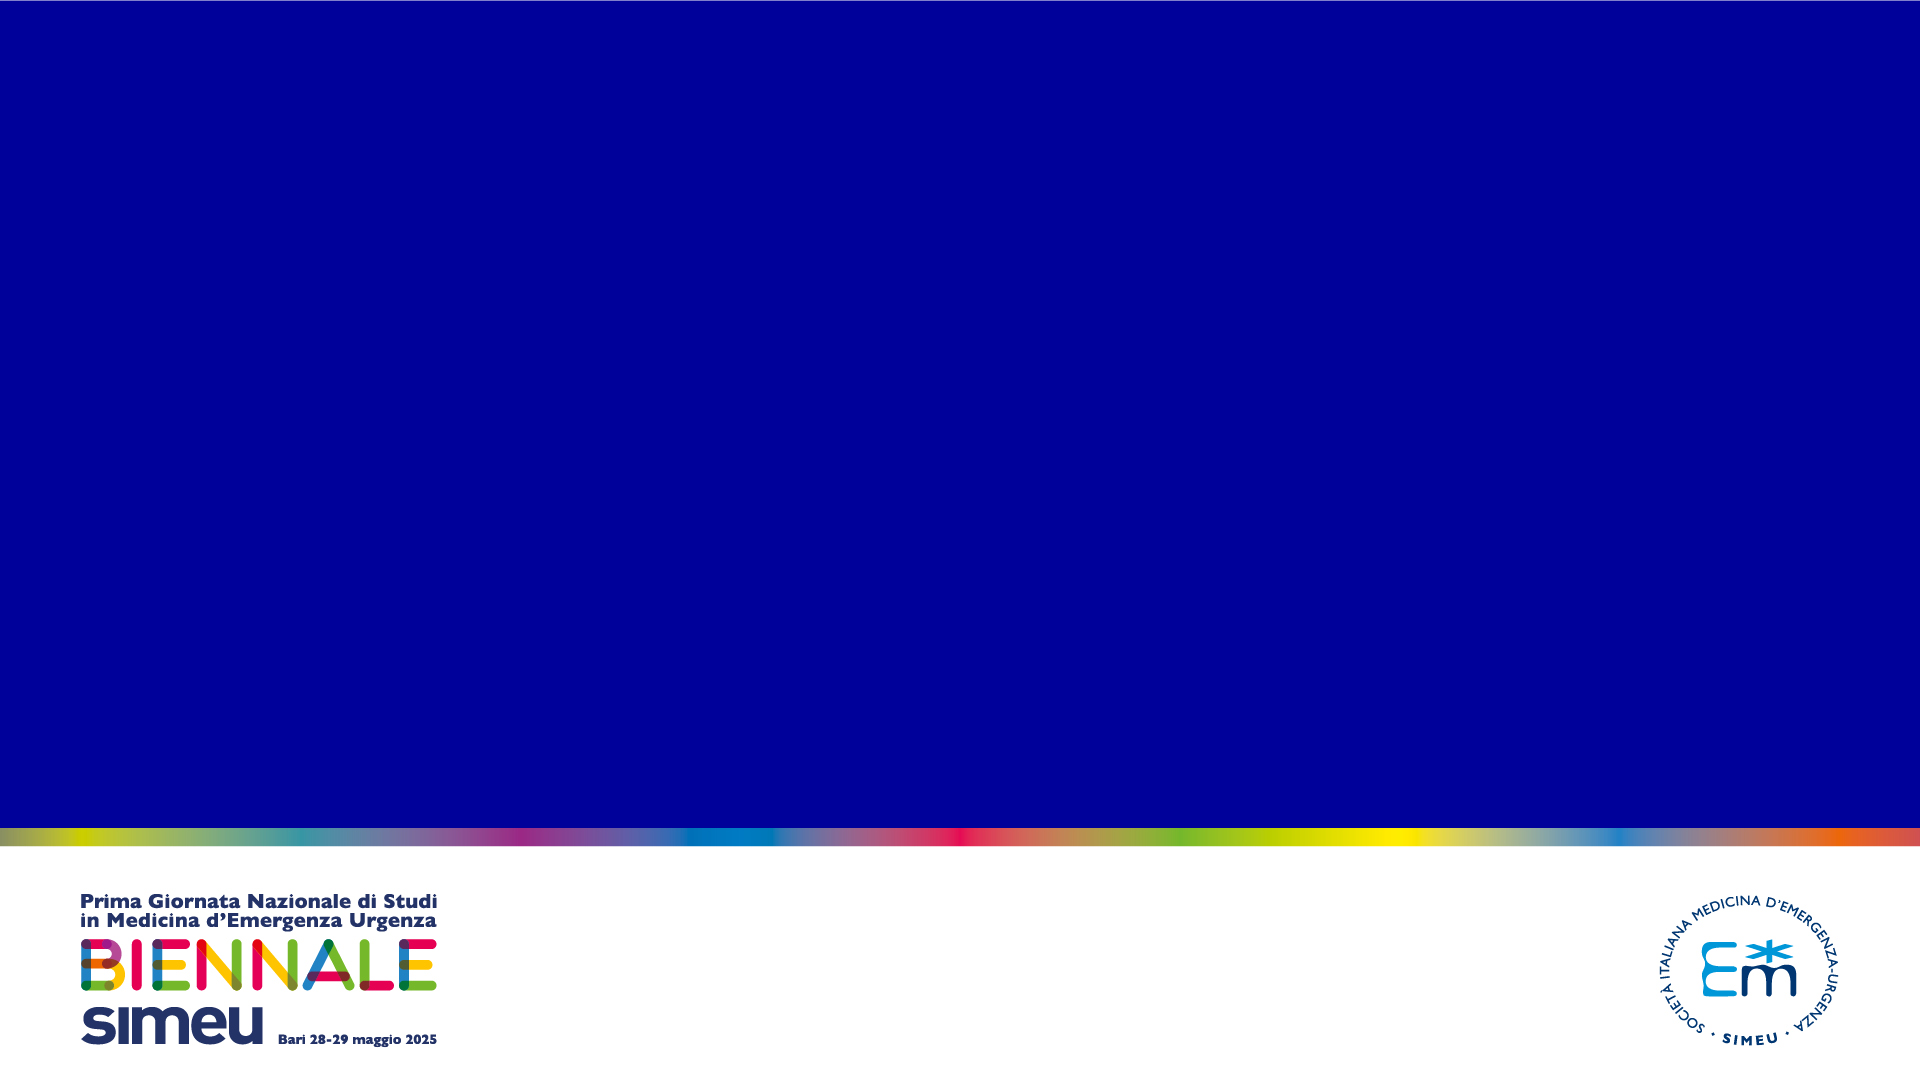 Prima Giornata Nazionale di Studi
in Medicina d’Emergenza Urgenza
BIENNALE
simeu
Bari 28-29 maggio 2025
SOCIETÀ ITALIANA MEDICINA D’EMERGENZA-URGENZA
· SIMEU ·
Em